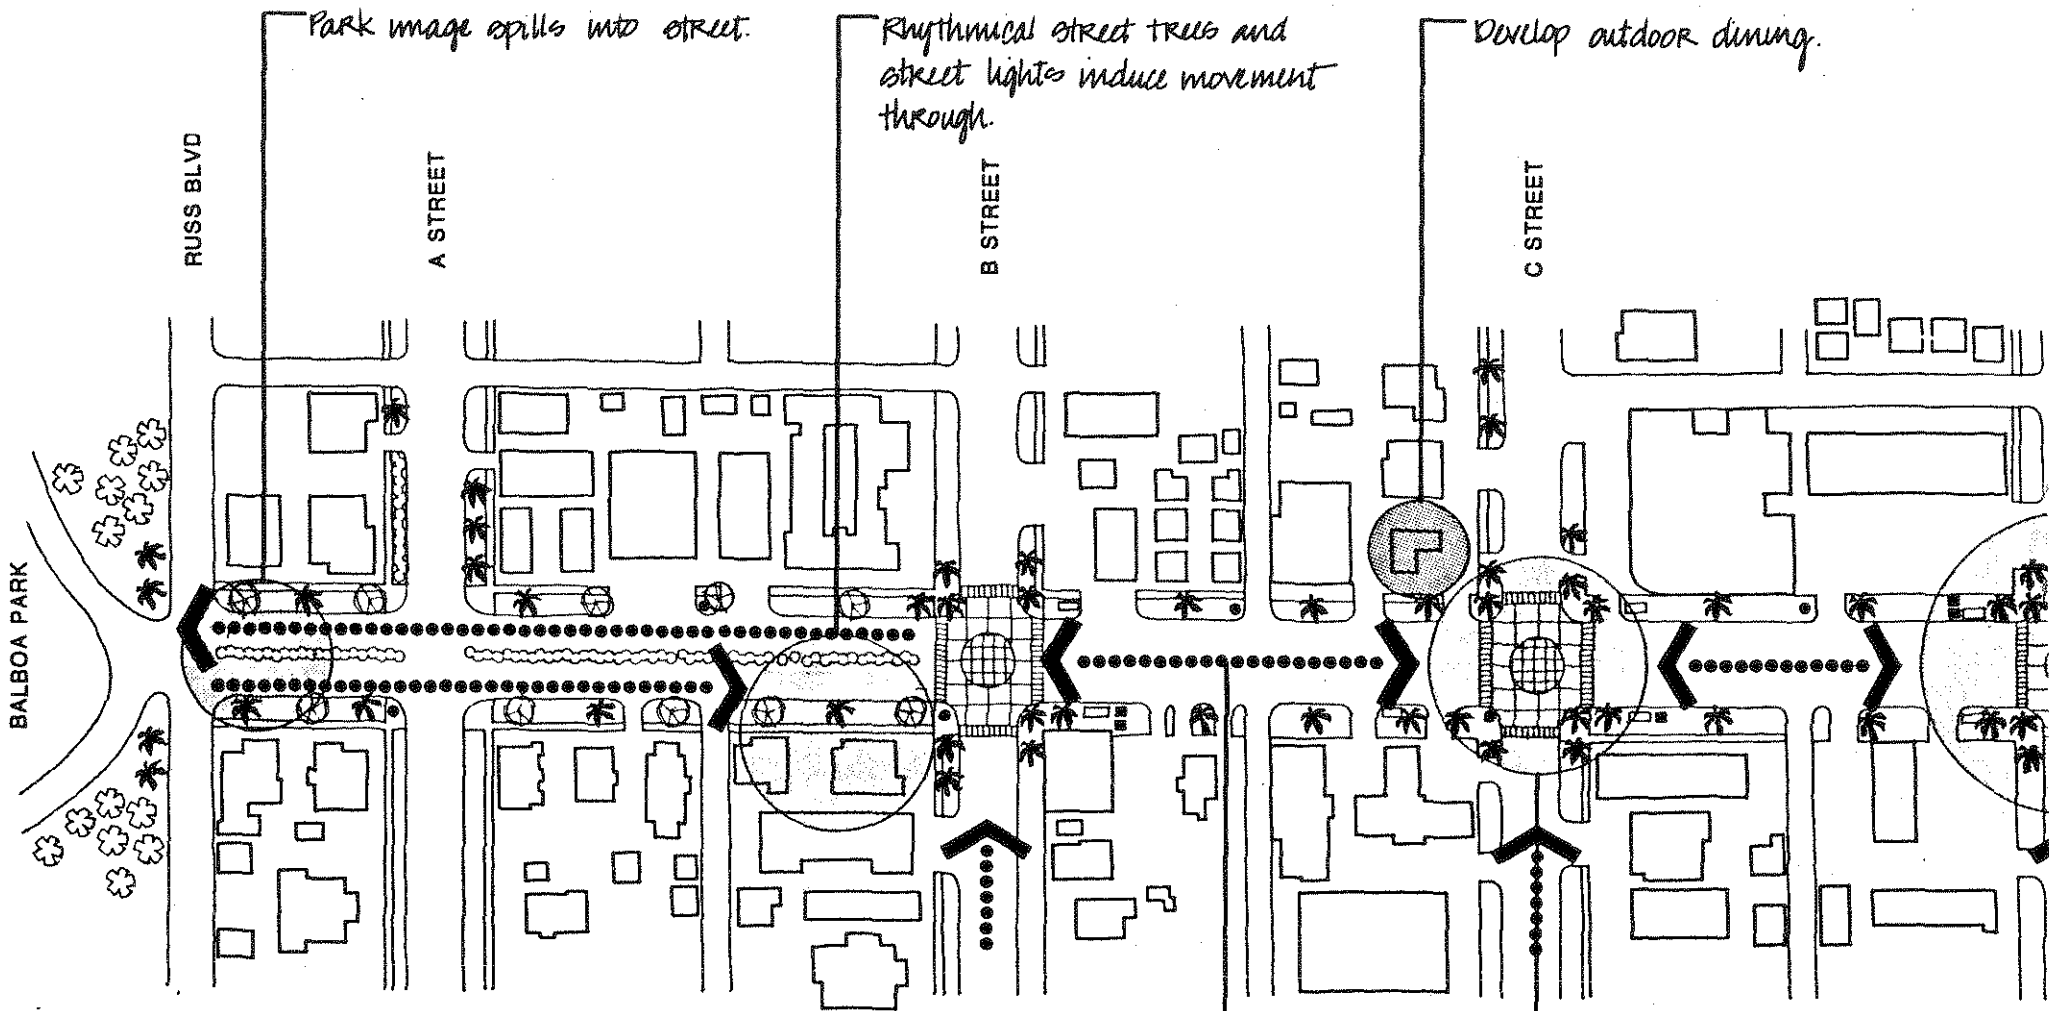 Park image spills into street.
Rhythmical street trees and
street lights induce movement
through.
Develop outdoor dining.
RUSS BLVD
A STREET
B STREET
C STREET
BALBOA PARK